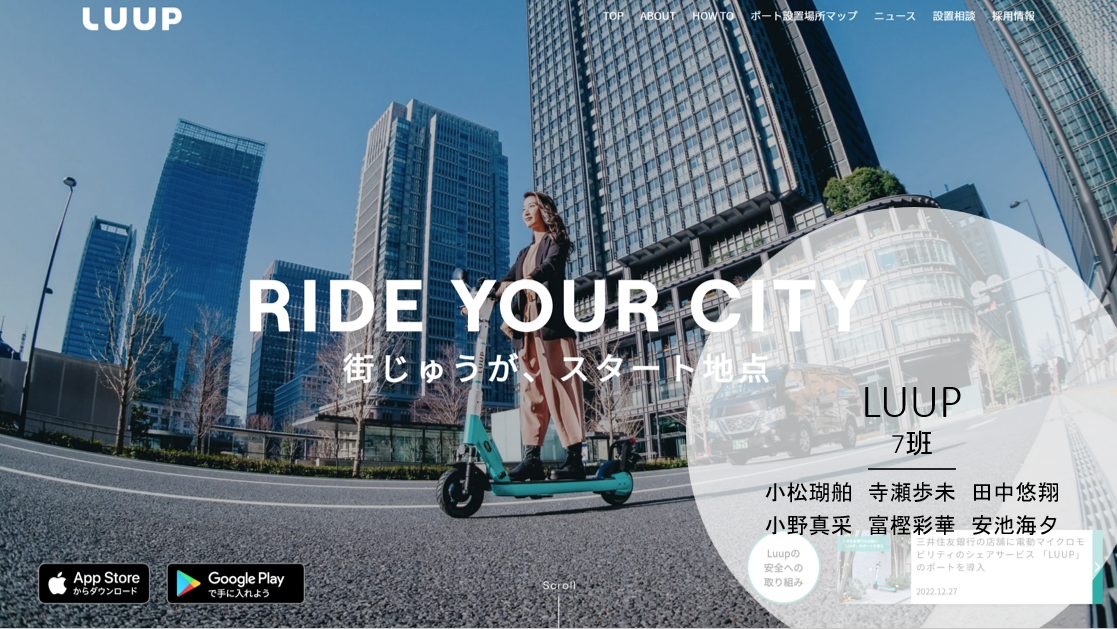 LUUP
TOP ABOUT HOW TO ポート設置場所マップ ニュース 設置相談 採用情報
RIDE YOUR CITY
街じゅうが、スタート地点
LUUP
7班
小松瑚舶 寺瀬歩未 田中悠翔
小野真采 富樫彩華 安池海夕
Luupの
安全への
取り組み
三井住友銀行の店舗に電動マイクロモ
ビリティのシェアサービス 「LUUP」
のポートを導入
2022.12.27
App Store
からダウンロード
Google Play
で手に入れよう
Scroll